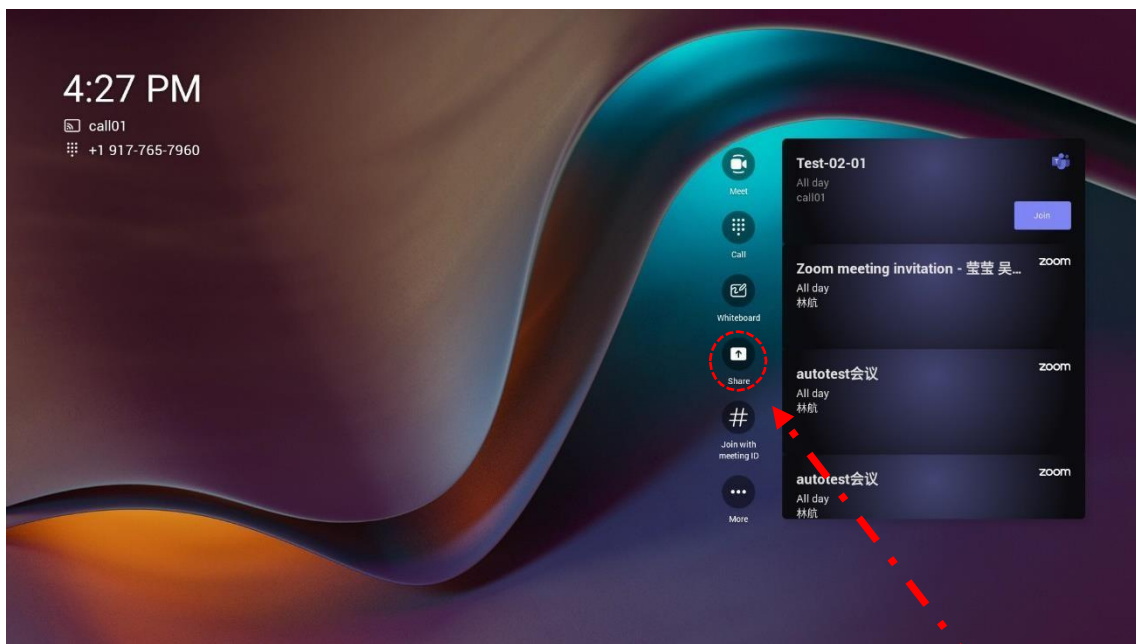 4:27 PM
call01
+1 917-765-7960
Meet
Call
Whiteboard
Share
Join with
meeting ID
More
Test-02-01
All day
call01
Join
Zoom meeting invitation - 莹莹 吴...
zoom
All day
林航
autotest会议
zoom
All day
林航
autotest会议
zoom
All day
林航